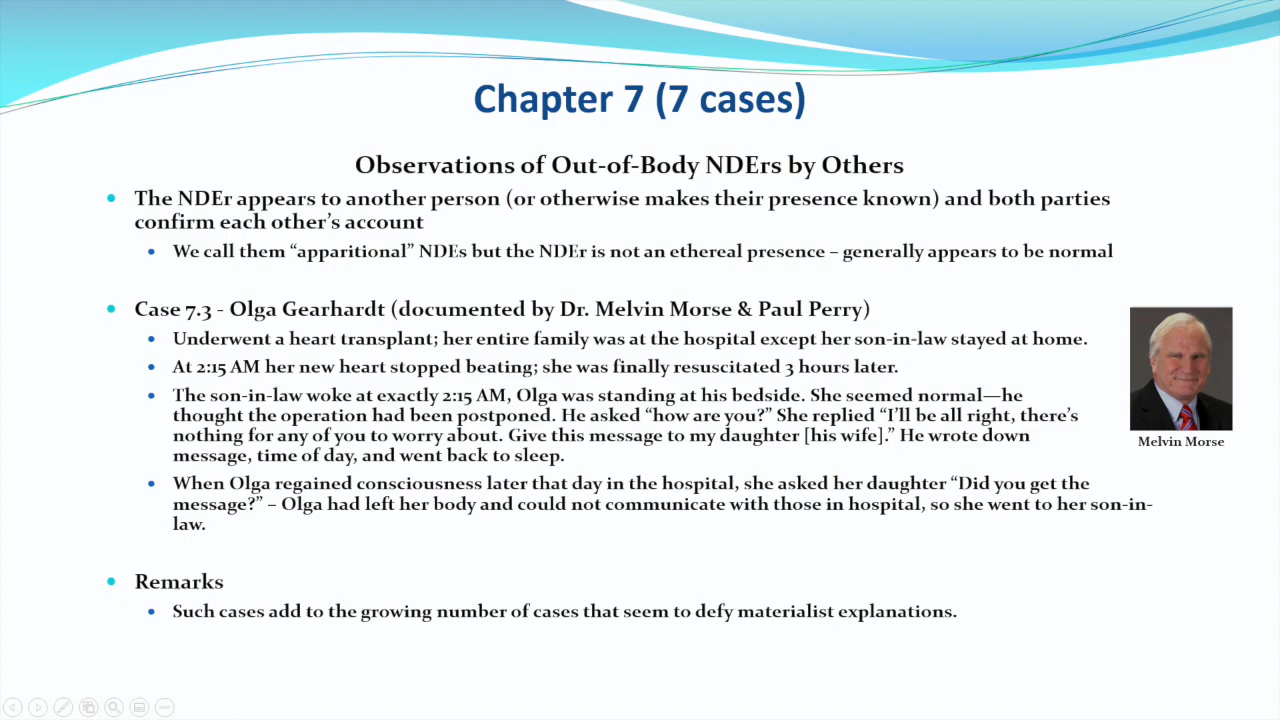 Chapter 7 (7 cases)
Observations of Out-of-Body NDErs by Others
The NDEr appears to another person (or otherwise makes their presence known) and both parties
confirm each other’s account
We call them “apparitional” NDEs but the NDEr is not an ethereal presence – generally appears to be normal
Case 7.3 - Olga Gearhardt (documented by Dr. Melvin Morse & Paul Perry)
Underwent a heart transplant; her entire family was at the hospital except her son-in-law stayed at home.
At 2:15 AM her new heart stopped beating; she was finally resuscitated 3 hours later.
The son-in-law woke at exactly 2:15 AM, Olga was standing at his bedside. She seemed normal—he
thought the operation had been postponed. He asked “how are you?” She replied “I’ll be all right, there’s
nothing for any of you to worry about. Give this message to my daughter [his wife].” He wrote down
message, time of day, and went back to sleep.
Melvin Morse
When Olga regained consciousness later that day in the hospital, she asked her daughter “Did you get the
message?” – Olga had left her body and could not communicate with those in hospital, so she went to her son-in-
law.
Remarks
Such cases add to the growing number of cases that seem to defy materialist explanations.